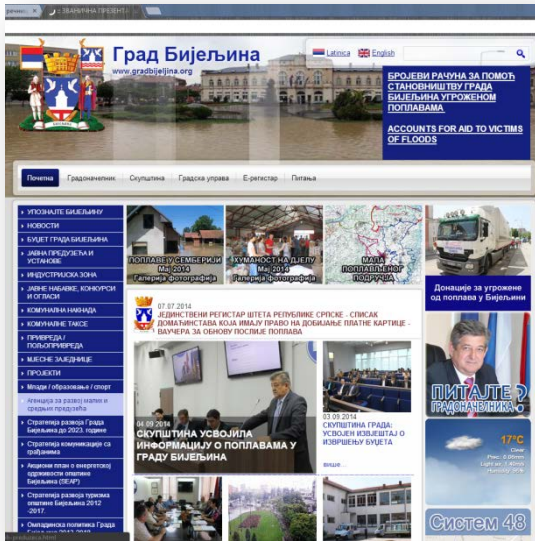 :: ЗВАНИЧНА ПРЕЗЕНТА
Град Бијељина
www.gradbijeljina.org
Latinica
English
БРОЈЕВИ РАЧУНА ЗА ПОМОЋ
СТАНОВНИШТВУ ГРАДА
БИЈЕЉИНА УГРОЖЕНОМ
ПОПЛАВАМА
ACCOUNTS FOR AID TO VICTIMS
OF FLOODS
Почетна
Градоначелник
Скупштина
Градска управа
Е-регистар
Питања
УПОЗНАЈТЕ БИЈЕЉИНУ
НОВОСТИ
БУЏЕТ ГРАДА БИЈЕЉИНА
ЈАВНА ПРЕДУЗЕЋА И
УСТАНОВЕ
ИНДУСТРИЈСКА ЗОНА
ЈАВНЕ НАБАВКЕ, КОНКУРСИ
И ОГЛАСИ
КОМУНАЛНА НАКНАДА
КОМУНАЛНЕ ТАКСЕ
ПРИВРЕДА /
ПОЉОПРИВРЕДА
МЈЕСНЕ ЗАЈЕДНИЦЕ
ПРОЈЕКТИ
Млади / образовање / спорт
Агенција за развој малих и
средњих предузећа
Стратегија развоја Града
Бијељина до 2023. године
Стратегија комуникације са
грађанима
Акциони план о енергетској
одрживости општине
Бијељина (SEAP)
Стратегија развоја туризма
општине Бијељина 2012
-2017.
Омладинска политика Града
ПОПЛАВЕ У СЕМБЕРИЈИ
Мај 2014
Галерија фотографија
ХУМАНОСТ НА ДЈЕЛУ
Мај 2014
Галерија фотографија
МАПА
ПОПЛАВЉЕНОГ
ПОДРУЧЈА
07.07.2014
ЈЕДИНСТВЕНИ РЕГИСТАР ШТЕТА РЕПУБЛИКЕ СРПСКЕ - СПИСАК
ДОМАЋИНСТАВА КОЈА ИМАЈУ ПРАВО НА ДОБИЈАЊЕ ПЛАТНЕ КАРТИЦЕ -
ВАУЧЕРА ЗА ОБНОВУ ПОСЛИЈЕ ПОПЛАВА
04.09.2014
СКУПШТИНА УСВОЈИЛА
ИНФОРМАЦИЈУ О ПОПЛАВАМА У
ГРАДУ БИЈЕЉИНА
03.09.2014
СКУПШТИНА ГРАДА:
УСВОЈЕН ИЗВЈЕШТАЈ О
ИЗВРШЕЊУ БУЏЕТА
више
Донације за угрожене
од поплава у Бијељини
ПИТАЈТЕ ?
ГРАДОНАЧЕЛНИКА
17°C
Clear
Систем 48